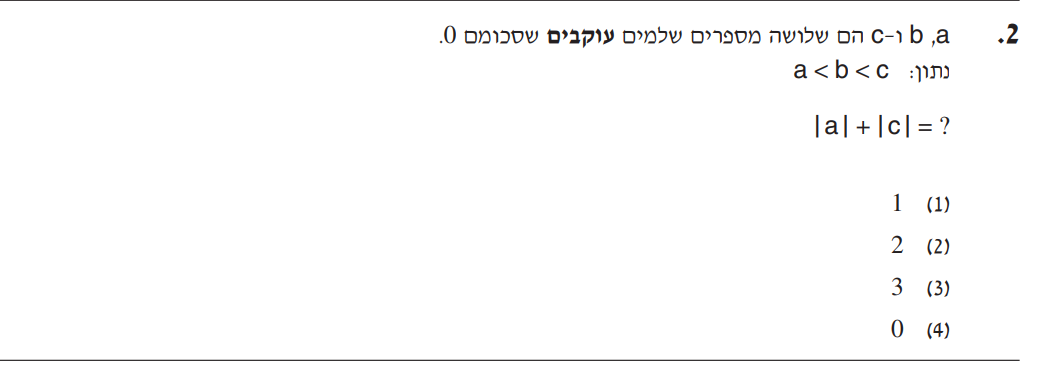 2. a, b ו-c הם שלושה מספרים שלמים עוקבים שסכומם 0.
נתון: a < b < c
|a| + |c| = ?
(1) 1
(2) 2
(3) 3
(4) 0